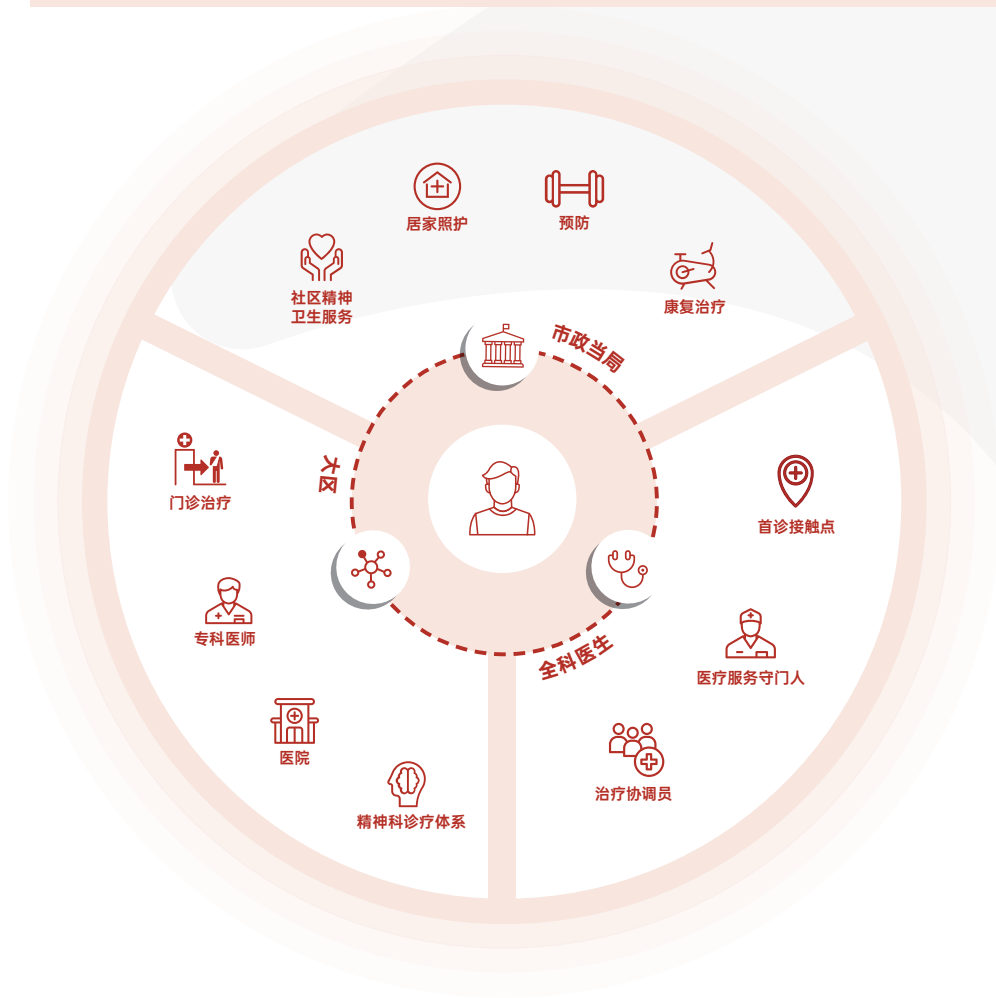 居家照护
预防
社区精神
卫生服务
康复治疗
市政当局
大区
门诊治疗
首诊接触点
专科医师
全科医生
医疗服务守门人
医院
治疗协调员
精神科诊疗体系